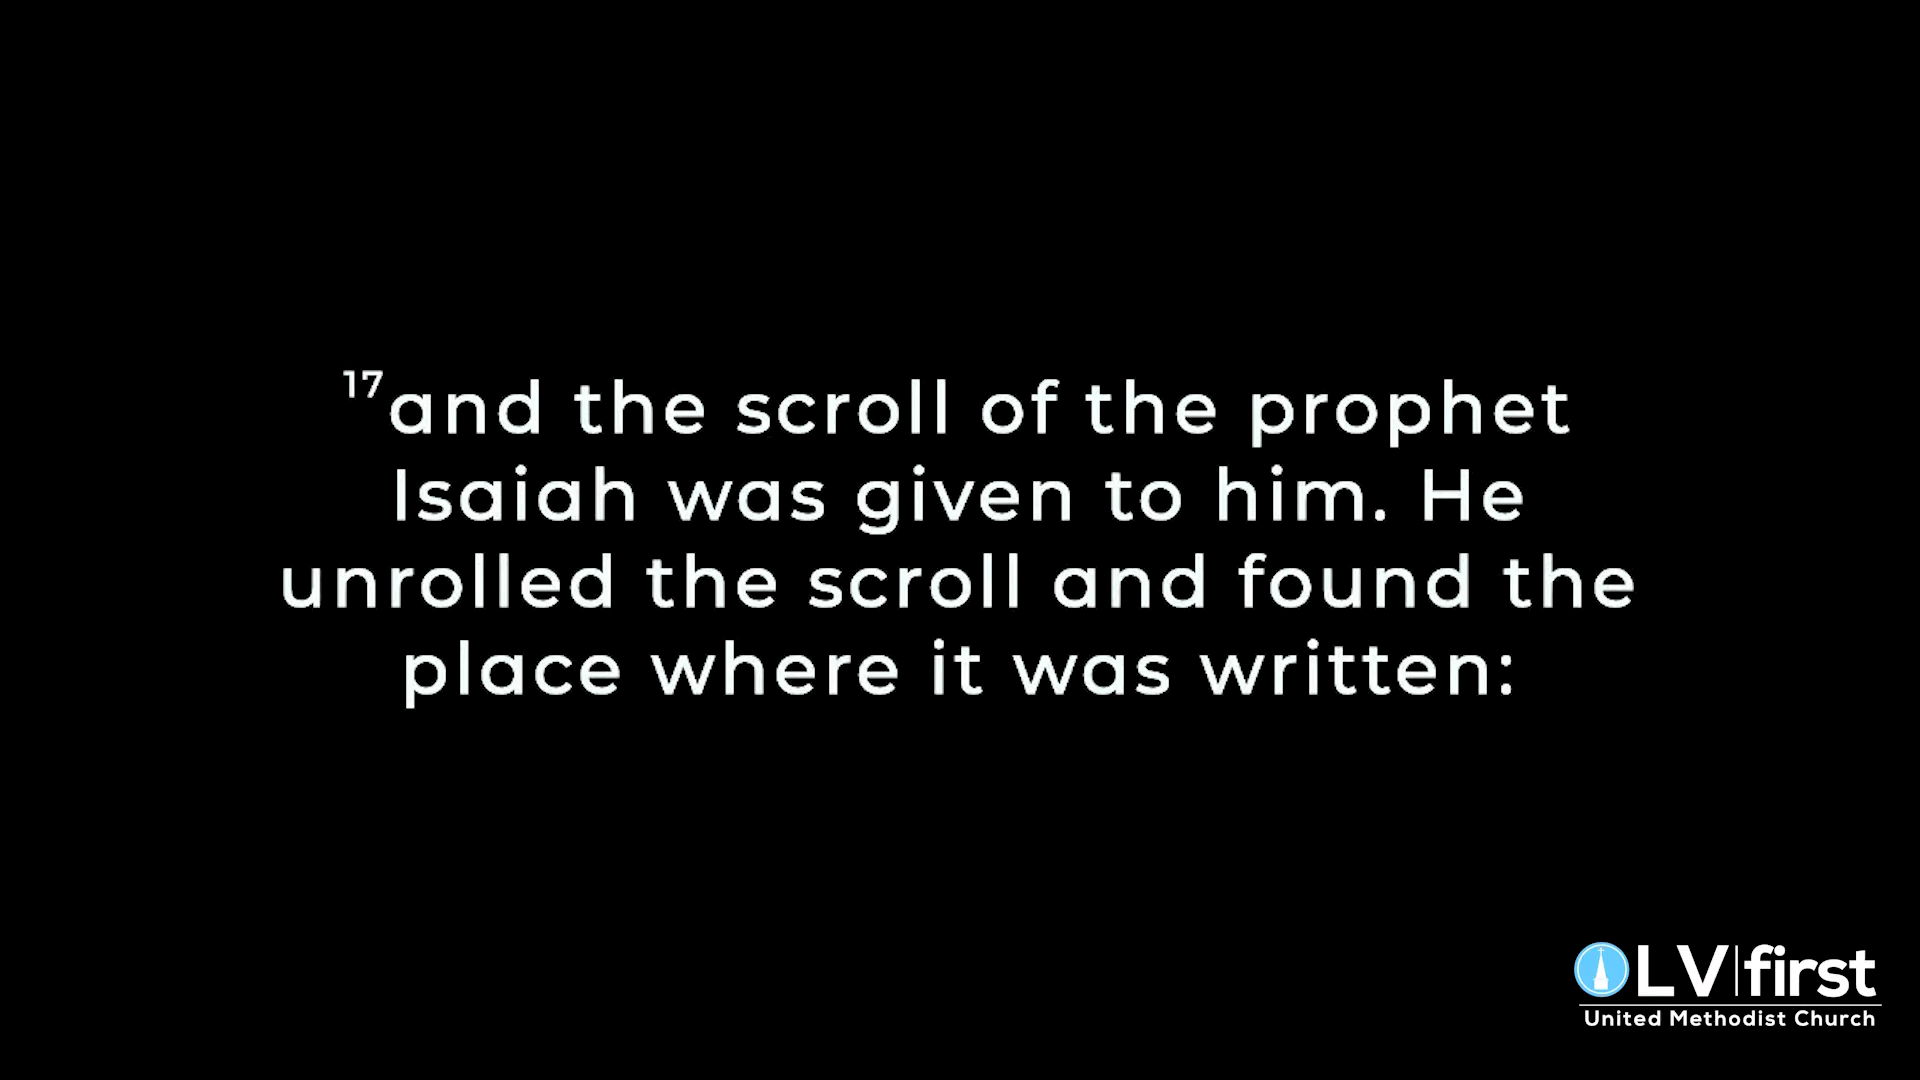 17and the scroll of the prophet
Isaiah was given to him. He
unrolled the scroll and found the
place where it was written:
LV|first
United Methodist Church